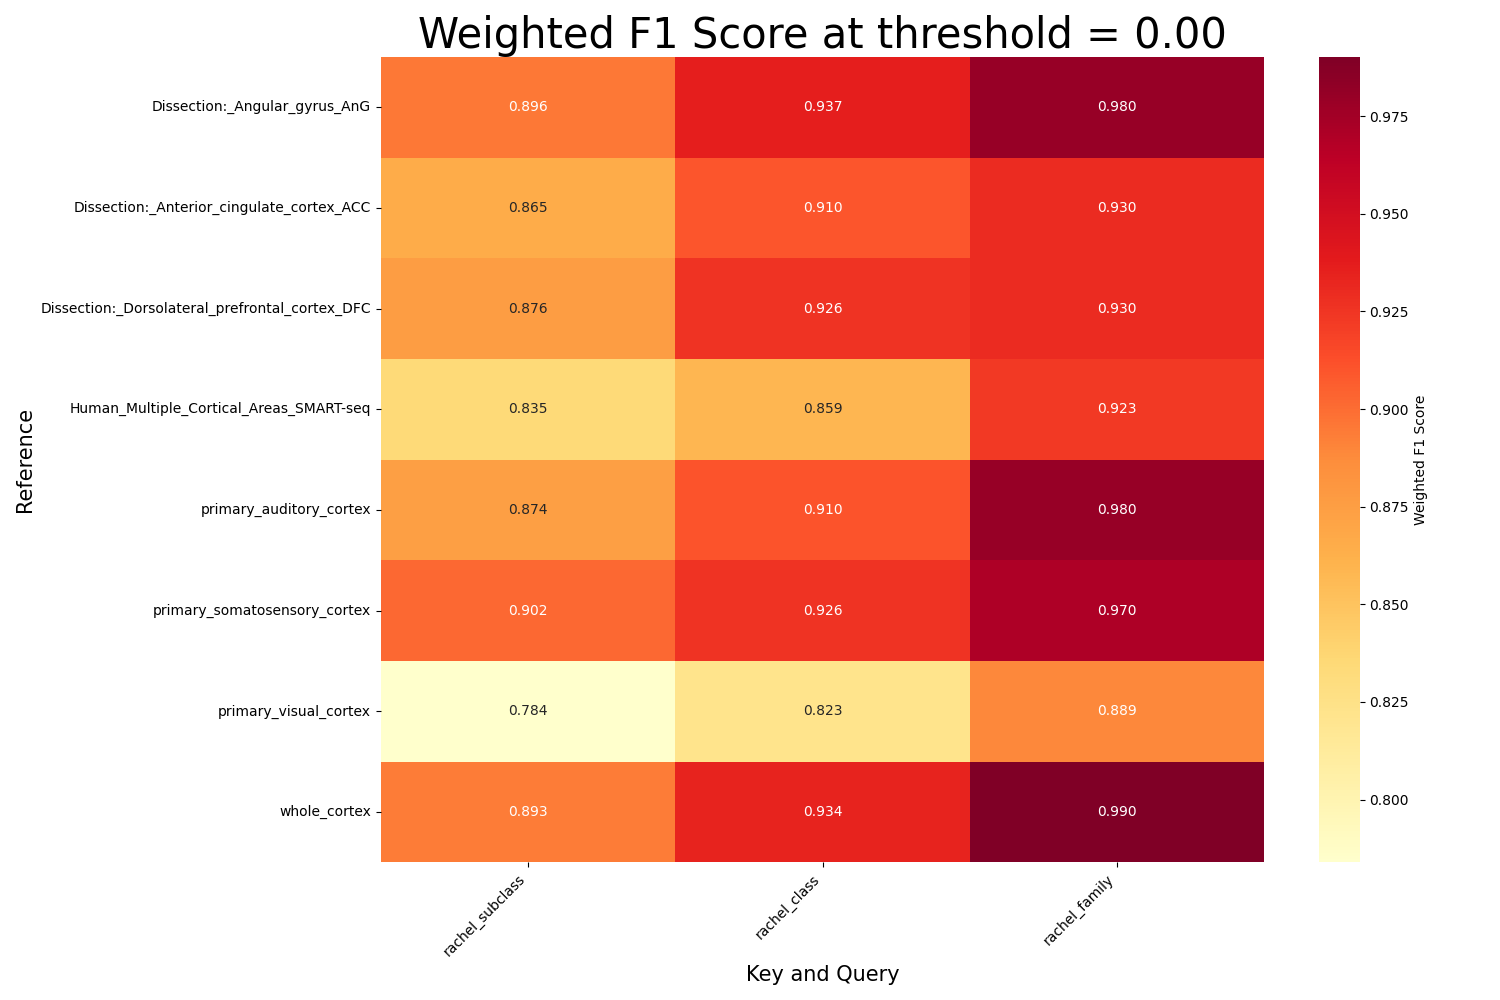 Weighted F1 Score at threshold = 0.00
Reference
Dissection:_Angular_gyrus_AnG 0.896 0.937 0.980
Dissection:_Anterior_cingulate_cortex_ACC 0.865 0.910 0.930
Dissection:_Dorsolateral_prefrontal_cortex_DFC 0.876 0.926 0.930
Human_Multiple_Cortical_Areas_SMART-seq 0.835 0.859 0.923
primary_auditory_cortex 0.874 0.910 0.980
primary_somatosensory_cortex 0.902 0.926 0.970
primary_visual_cortex 0.784 0.823 0.889
whole_cortex 0.893 0.934 0.990
rachel_subclass rachel_class rachel_family
Key and Query
0.975
0.950
0.925
0.900
0.875
0.850
0.825
0.800
Weighted F1 Score